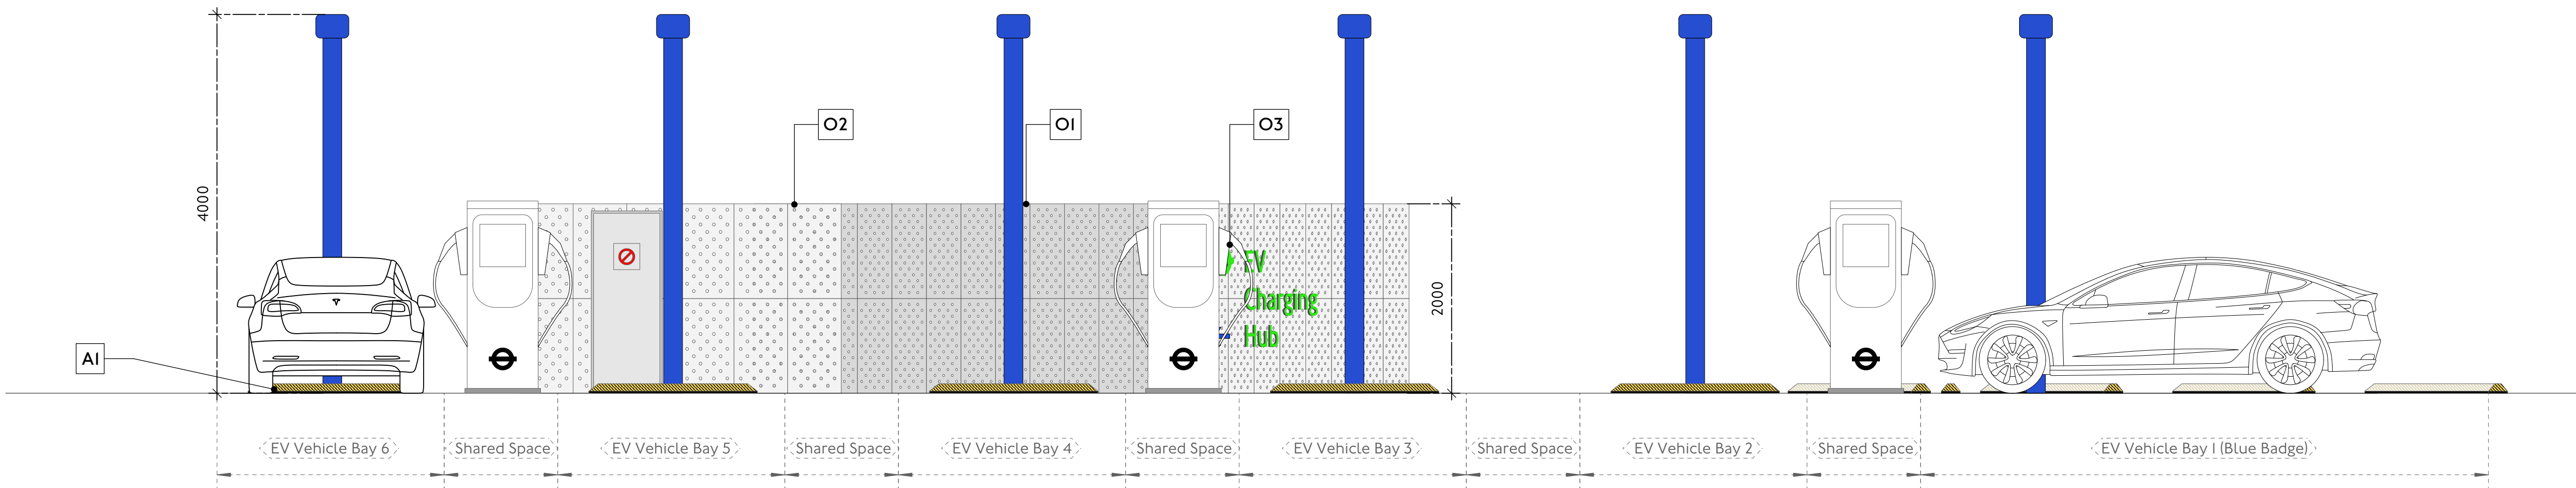 4000
O2
O1
O3
EV
Charging
Hub
2000
A1
EV Vehicle Bay 6
Shared Space
EV Vehicle Bay 5
Shared Space
EV Vehicle Bay 4
Shared Space
EV Vehicle Bay 3
Shared Space
EV Vehicle Bay 2
Shared Space
EV Vehicle Bay 1 (Blue Badge)